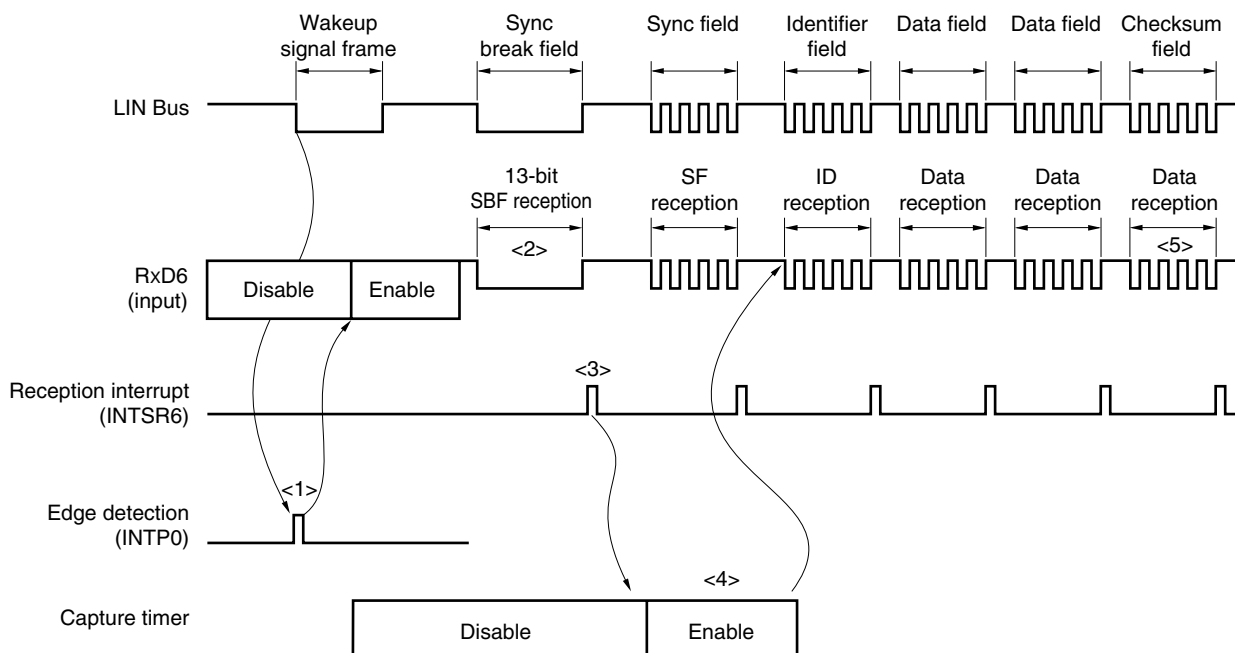 Wakeup
signal frame
Sync
break field
Sync field
Identifier
field
Data field
Data field
Checksum
field
LIN Bus
13-bit
SBF reception
SF
reception
ID
reception
Data
reception
Data
reception
Data
reception
<2>
<5>
RxD6
(input)
Disable
Enable
Reception interrupt
(INTSR6)
<3>
Edge detection
(INTP0)
<1>
Capture timer
Disable
<4>
Enable